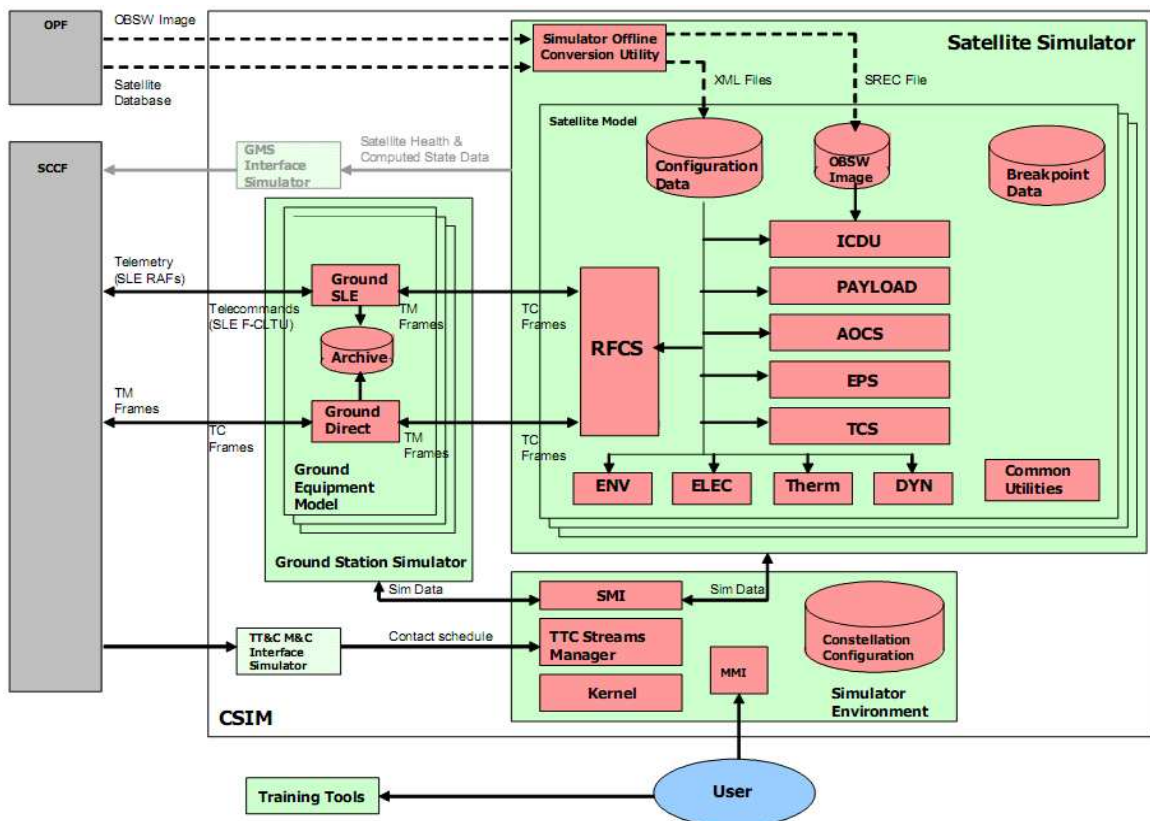 OPF
OBSW Image
Satellite
Database
Simulator Offline
Conversion Utility
Satellite Simulator
XML Files
SREC File
SCCF
GMS
Interface
Simulator
Satellite Health &
Computed State Data
Satellite Model
Configuration
Data
OBSW
Image
Breakpoint
Data
ICDU
PAYLOAD
AOCS
EPS
TCS
RFCS
ENV
ELEC
Therm
DYN
Common
Utilities
Telemetry
(SLE RAFs)
Telecommands
(SLE F-CLTU)
Ground
SLE
TM
Frames
TC
Frames
Archive
TM
Frames
TC
Frames
Ground
Direct
TM
Frames
TC
Frames
Ground
Equipment
Model
Ground Station Simulator
Sim Data
SMI
Sim Data
TT&C M&C
Interface
Simulator
Contact schedule
TTC Streams
Manager
Kernel
MMI
Constellation
Configuration
Simulator
Environment
CSIM
Training Tools
User